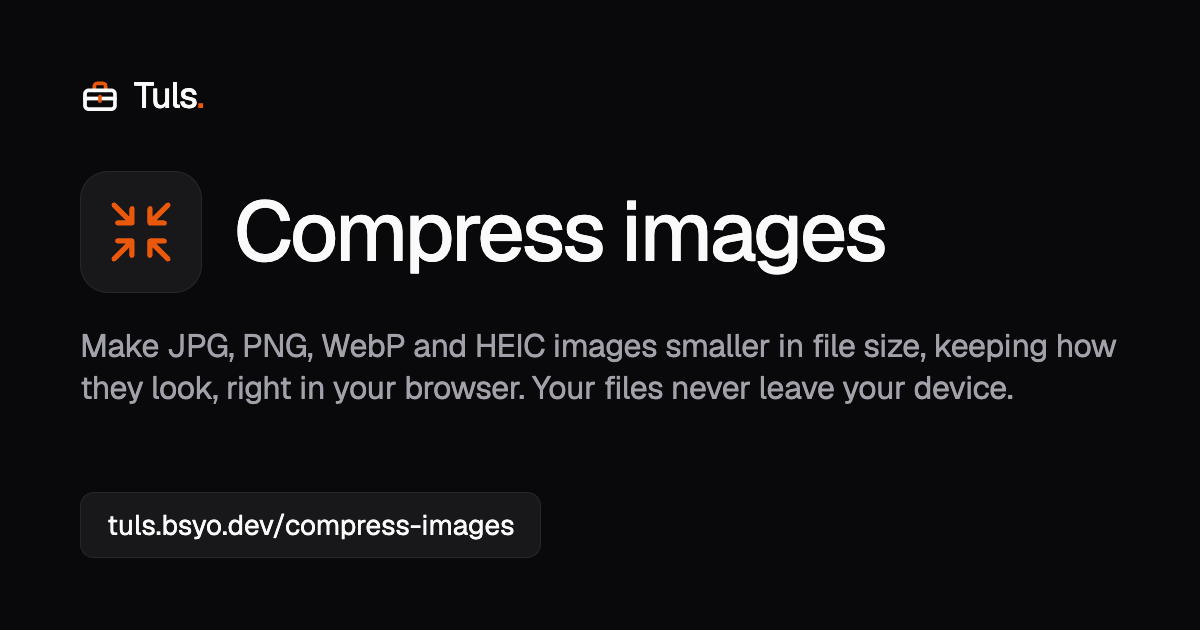 Tuls.
Compress images
Make JPG, PNG, WebP and HEIC images smaller in file size, keeping how
they look, right in your browser. Your files never leave your device.
tuls.bsyo.dev/compress-images